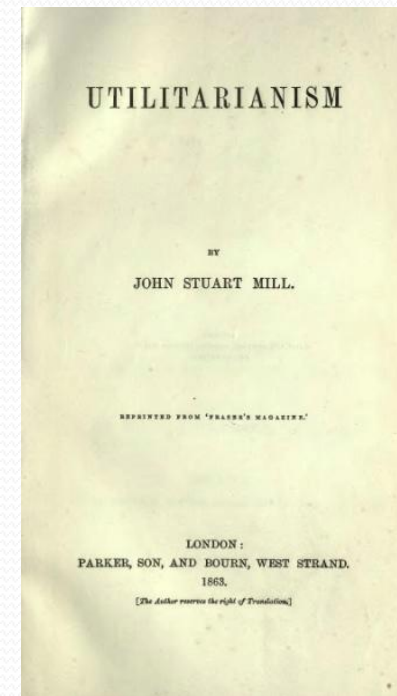 UTILITARIANISM
BY
JOHN STUART MILL.
REPRINTED FROM 'FRASER'S MAGAZINE.'
LONDON:
PARKER, SON, AND BOURN, WEST STRAND.
1863.
[The Author reserves the right of Translation.]